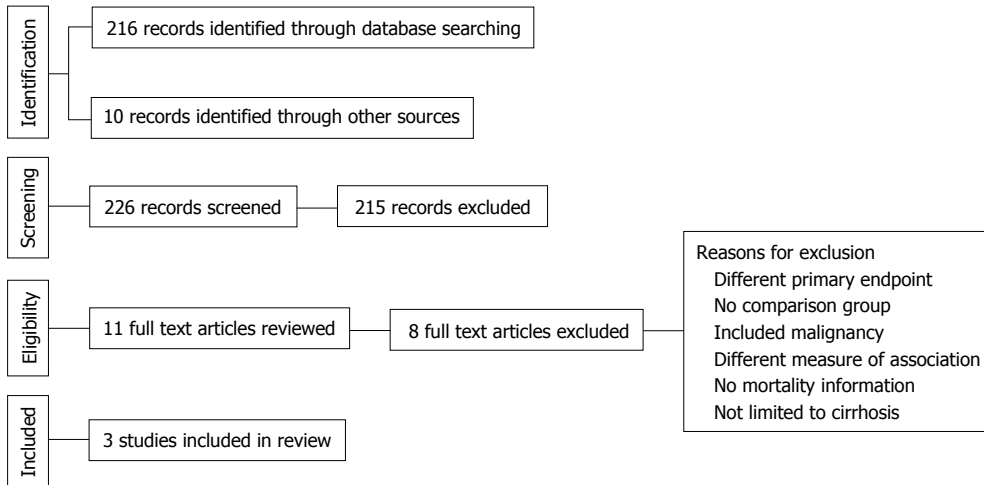 Identification
216 records identified through database searching
10 records identified through other sources
Screening
226 records screened
215 records excluded
Eligibility
11 full text articles reviewed
8 full text articles excluded
Reasons for exclusion
Different primary endpoint
No comparison group
Included malignancy
Different measure of association
No mortality information
Not limited to cirrhosis
Included
3 studies included in review